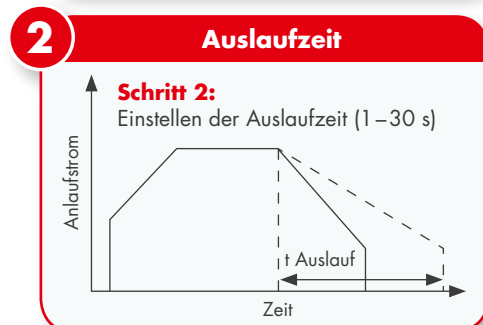 2
Auslaufzeit
Schritt 2:
Einstellen der Auslaufzeit (1–30 s)
Anlaufstrom
t Auslauf
Zeit